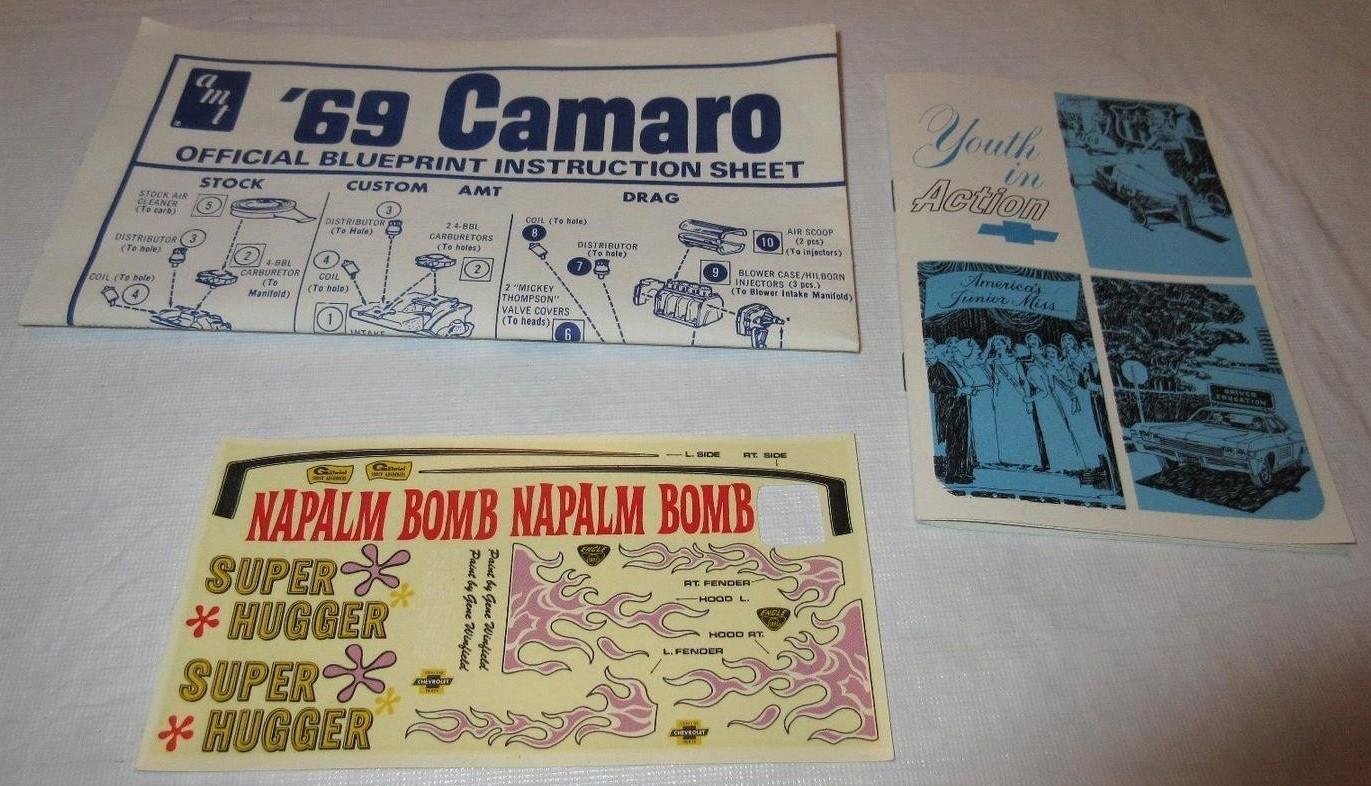 amt
'69 Camaro
OFFICIAL BLUEPRINT INSTRUCTION SHEET
STOCK
STOCK AIR
CLEANER
(To carb)
5
DISTRIBUTOR
(To hole)
3
2
4-BBL
CARBURETOR
(To
Manifold)
COIL (To hole)
4
CUSTOM AMT
3
DISTRIBUTOR
(To Hole)
2 4-BBL
CARBURETORS
(To holes)
2
4
COIL
(To hole)
1
INTAKE
DRAG
COIL (To hole)
8
DISTRIBUTOR
(To hole)
7
2 "MICKEY
THOMPSON"
VALVE COVERS
(To heads)
6
10
AIR SCOOP
(2 pcs)
(To injectors)
9
BLOWER CASE/HILBORN
INJECTORS (3 pcs.)
(To Blower Intake Manifold)
Youth
in
Action
America's
Junior Miss
DRIVER
EDUCATION
L. SIDE RT. SIDE
NAPALM BOMB NAPALM BOMB
SUPER
HUGGER
SUPER
HUGGER
Paint by Gene Winfield
Paint by Gene Winfield
ENGLE
RT. FENDER
HOOD L.
ENGLE
HOOD RT.
L. FENDER
CHEVROLET
CHEVROLET